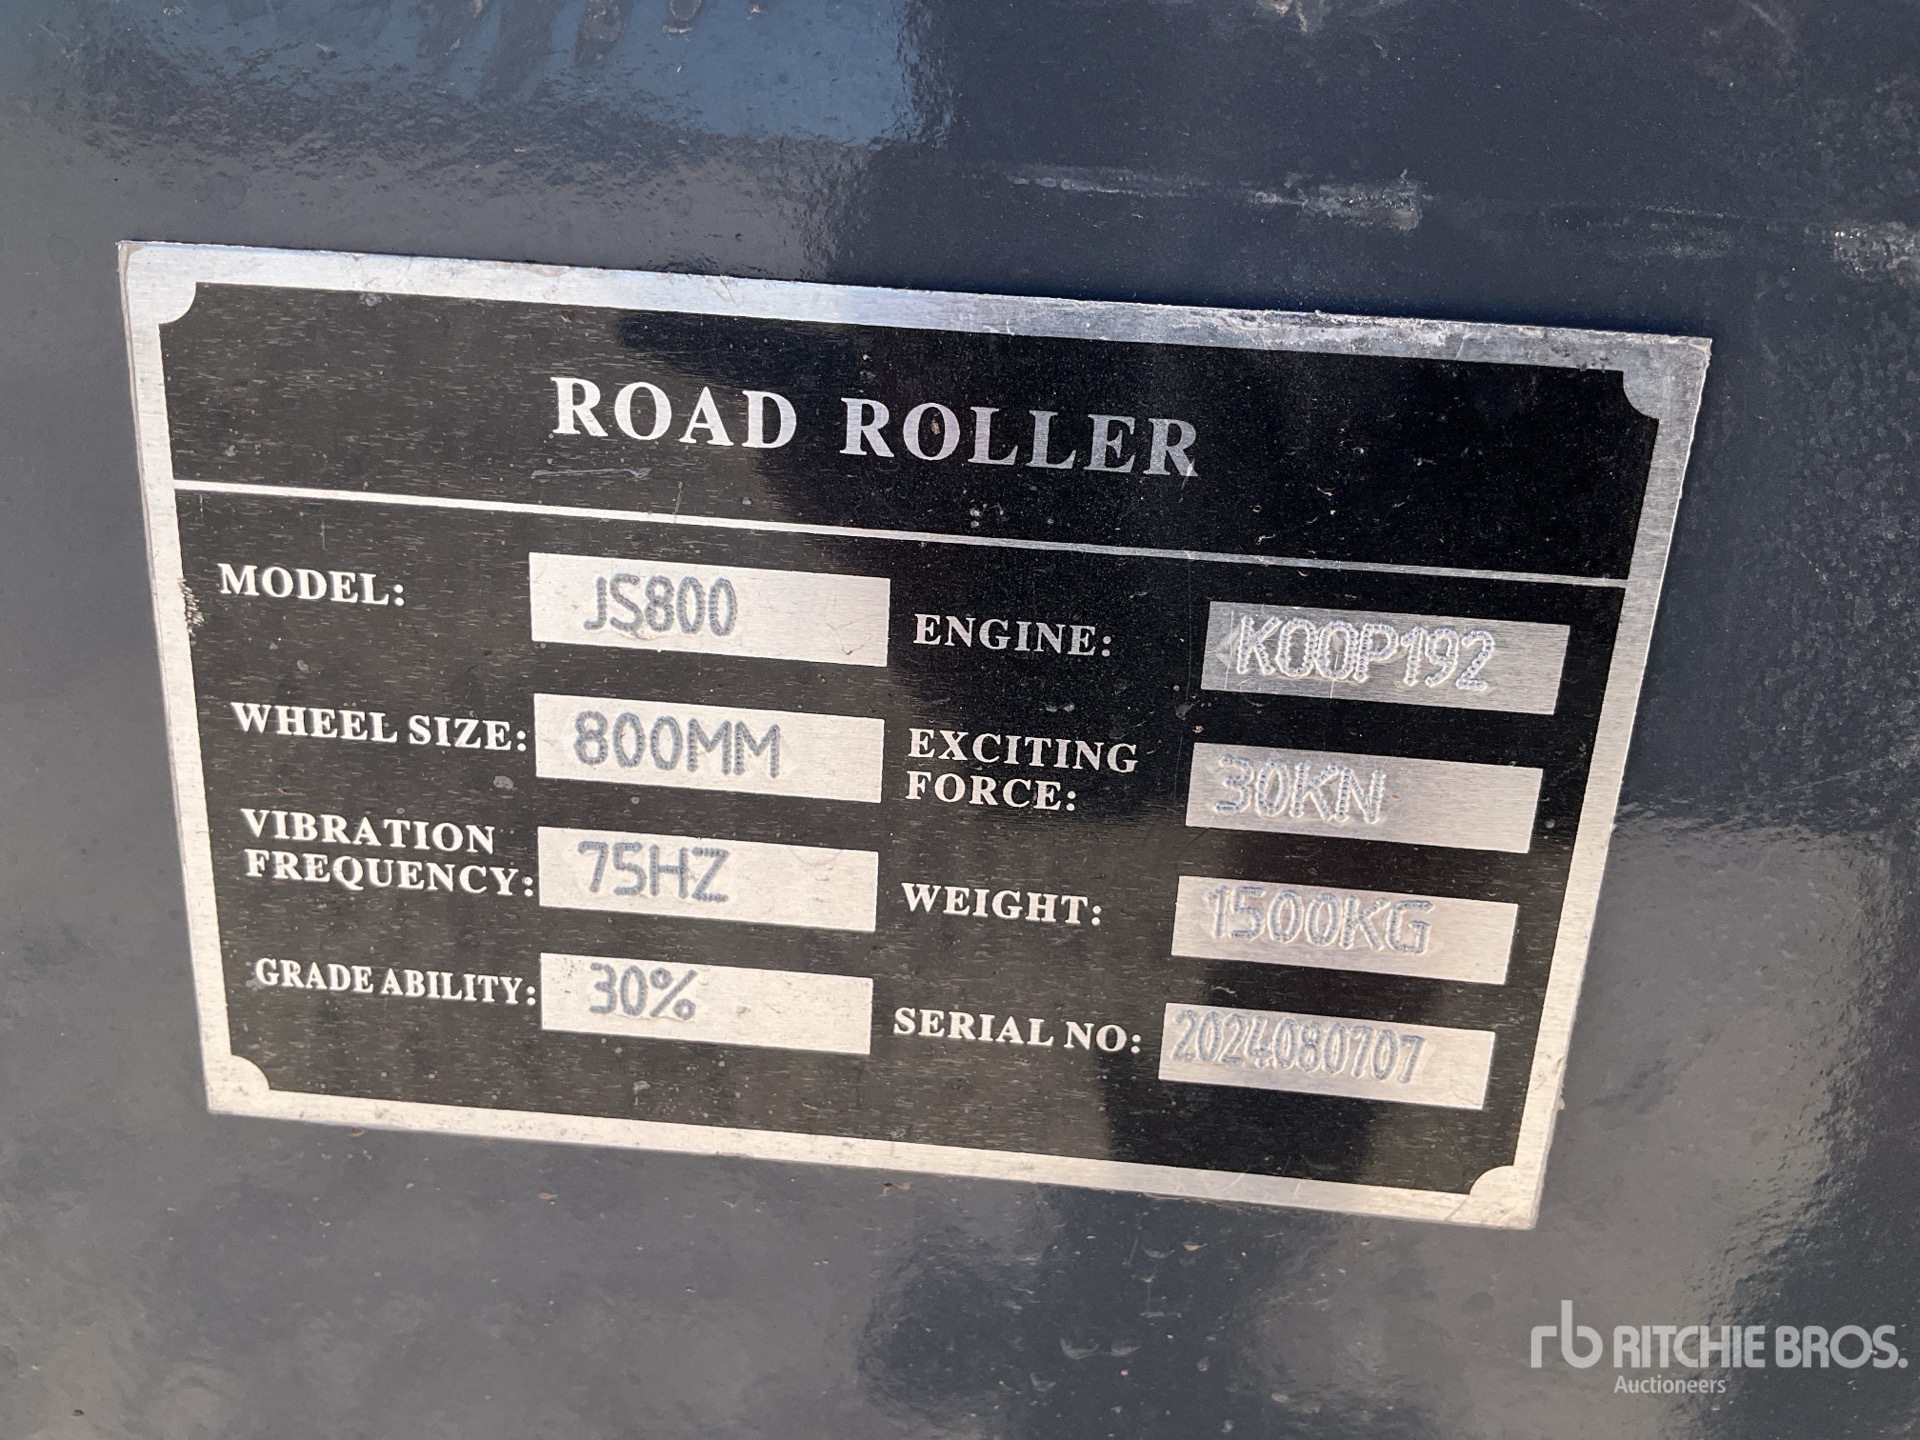 ROAD ROLLER
MODEL: JS800
ENGINE: KOOP192
WHEEL SIZE: 800MM
EXCITING
FORCE: 30KN
VIBRATION
FREQUENCY: 75HZ
WEIGHT: 1500KG
GRADE ABILITY: 30%
SERIAL NO: 2024080707
rb RITCHIE BROS.
Auctioneers